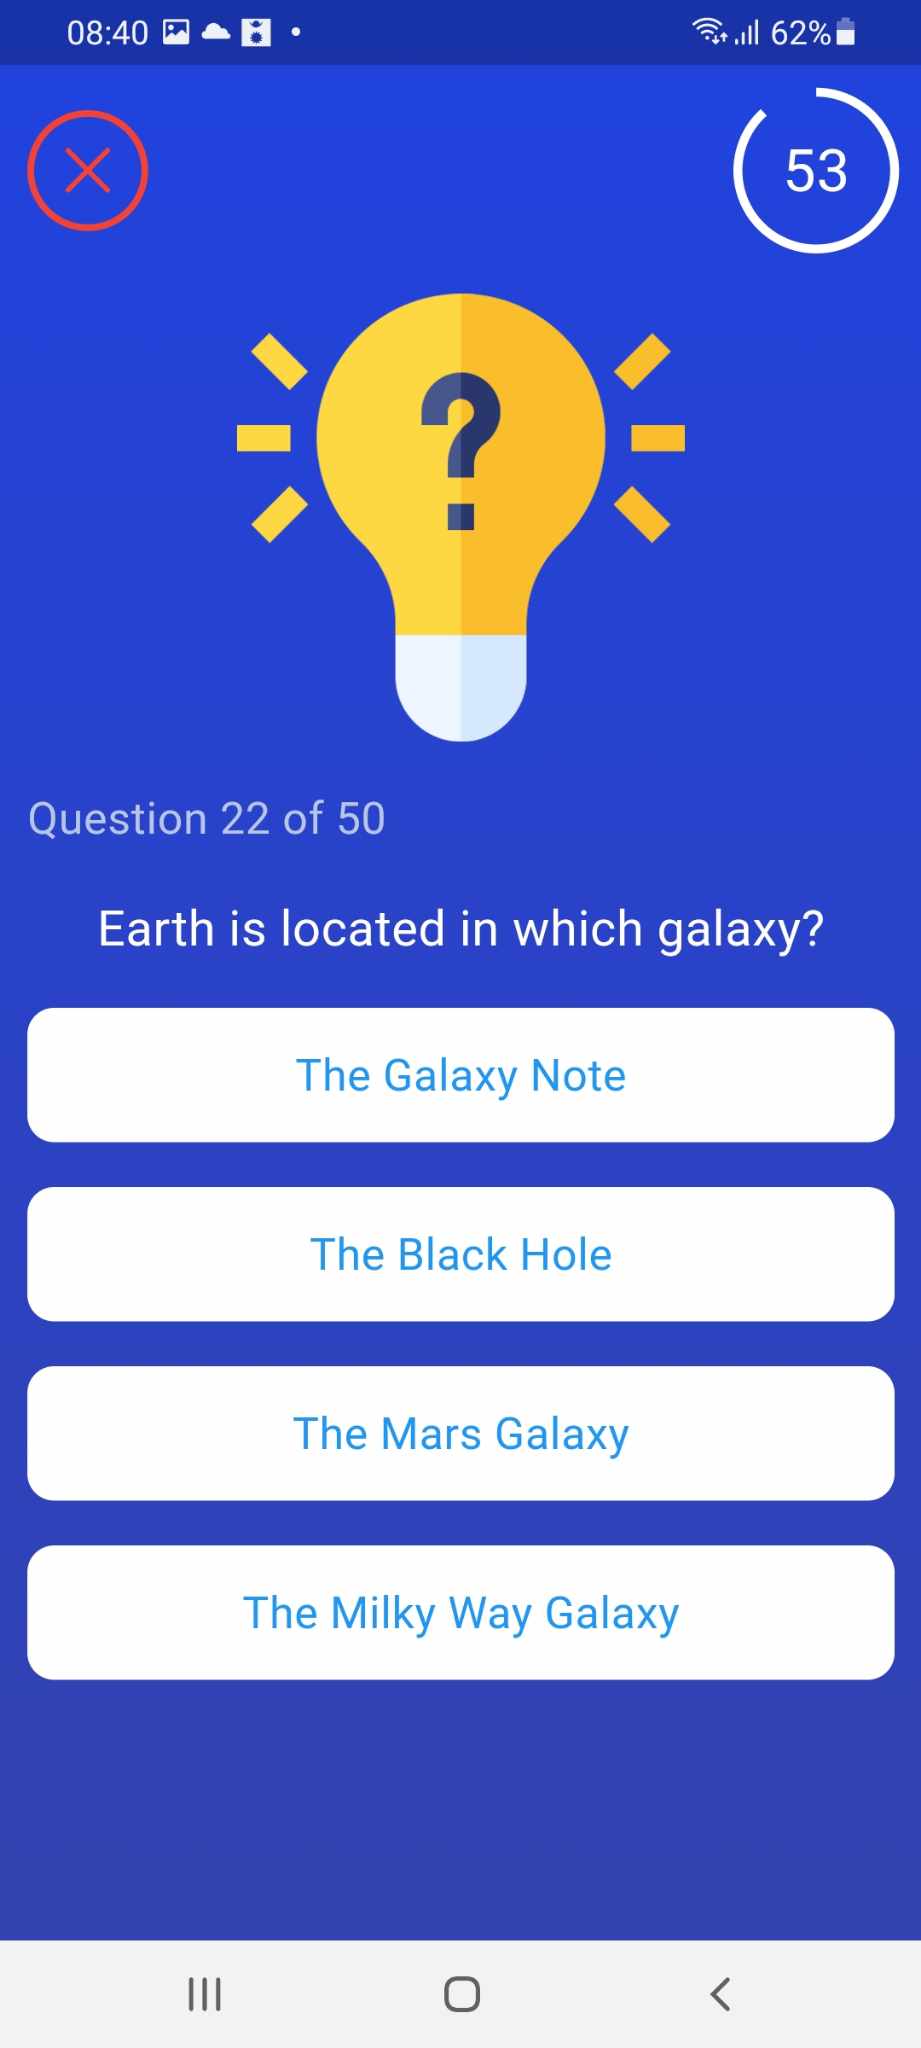 08:40 62%
53
?
Question 22 of 50
Earth is located in which galaxy?
The Galaxy Note
The Black Hole
The Mars Galaxy
The Milky Way Galaxy